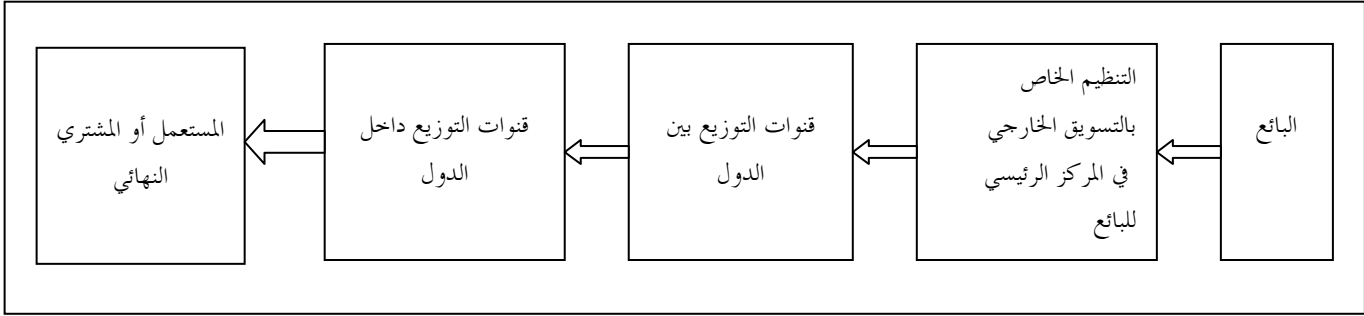 البائع
التنظيم الخاص
بالتسويق الخارجي
في المركز الرئيسي
للبائع
قنوات التوزيع بين
الدول
قنوات التوزيع داخل
الدول
المستعمل أو المشتري
النهائي